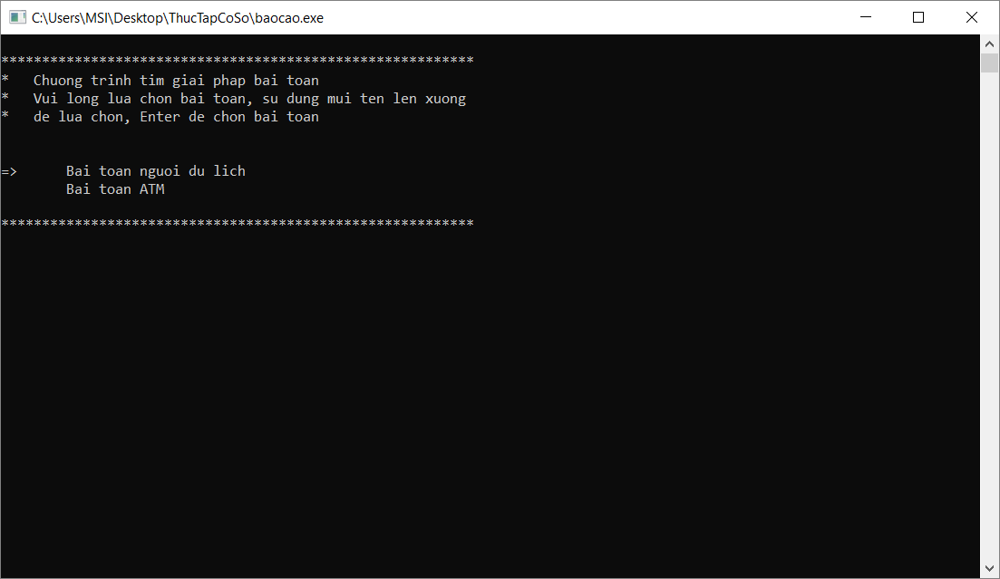 C:\Users\MSI\Desktop\ThucTapCoSo\baocao.exe
**********************************************************
*   Chuong trinh tim giai phap bai toan
*   Vui long lua chon bai toan, su dung mui ten len xuong
*   de lua chon, Enter de chon bai toan
=>      Bai toan nguoi du lich
        Bai toan ATM
**********************************************************